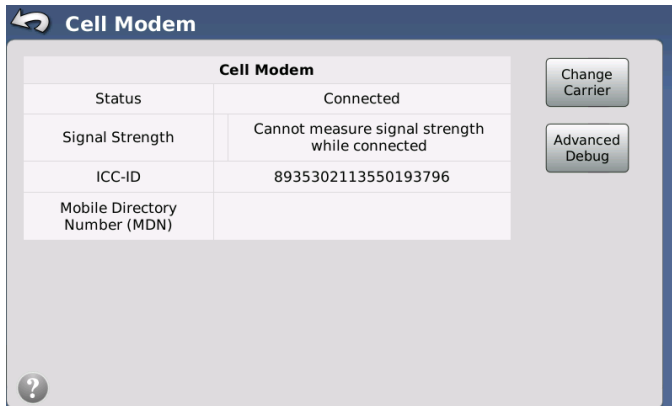 Cell Modem
Cell Modem
Change
Carrier
Status
Connected
Signal Strength
Cannot measure signal strength
while connected
Advanced
Debug
ICC-ID
8935302113550193796
Mobile Directory
Number (MDN)
?